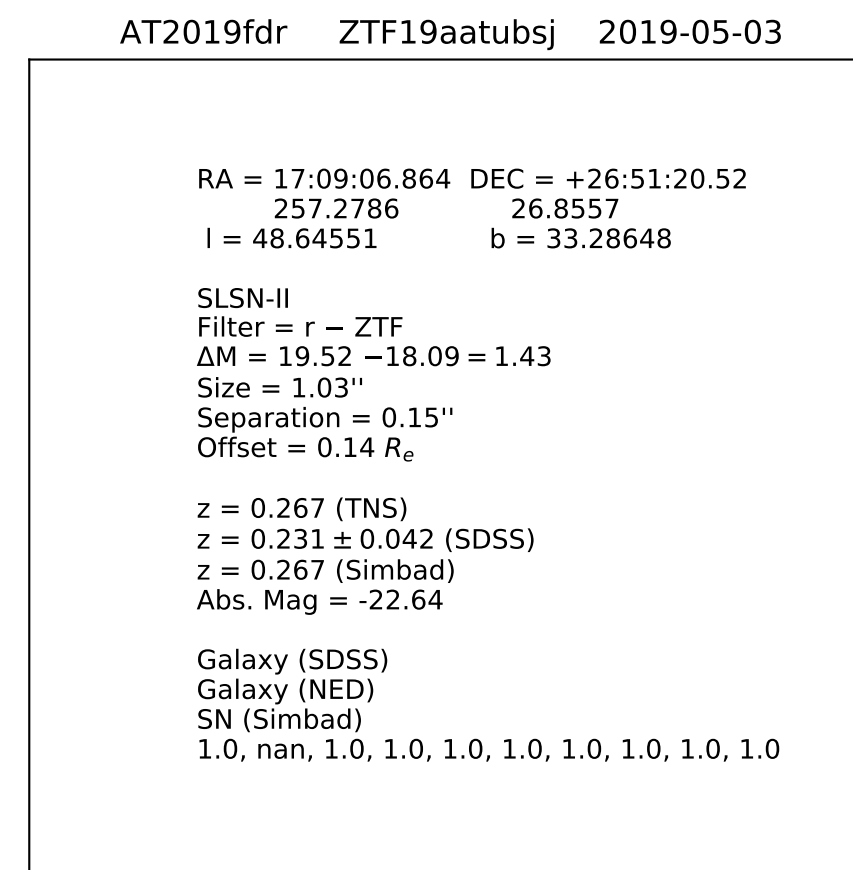 AT2019fdr ZTF19aatubsj 2019-05-03
RA = 17:09:06.864 DEC = +26:51:20.52
257.2786 26.8557
l = 48.64551 b = 33.28648
SLSN-II
Filter = r − ZTF
ΔM = 19.52 −18.09 = 1.43
Size = 1.03''
Separation = 0.15''
Offset = 0.14 Rₑ
z = 0.267 (TNS)
z = 0.231 ± 0.042 (SDSS)
z = 0.267 (Simbad)
Abs. Mag = -22.64
Galaxy (SDSS)
Galaxy (NED)
SN (Simbad)
1.0, nan, 1.0, 1.0, 1.0, 1.0, 1.0, 1.0, 1.0, 1.0